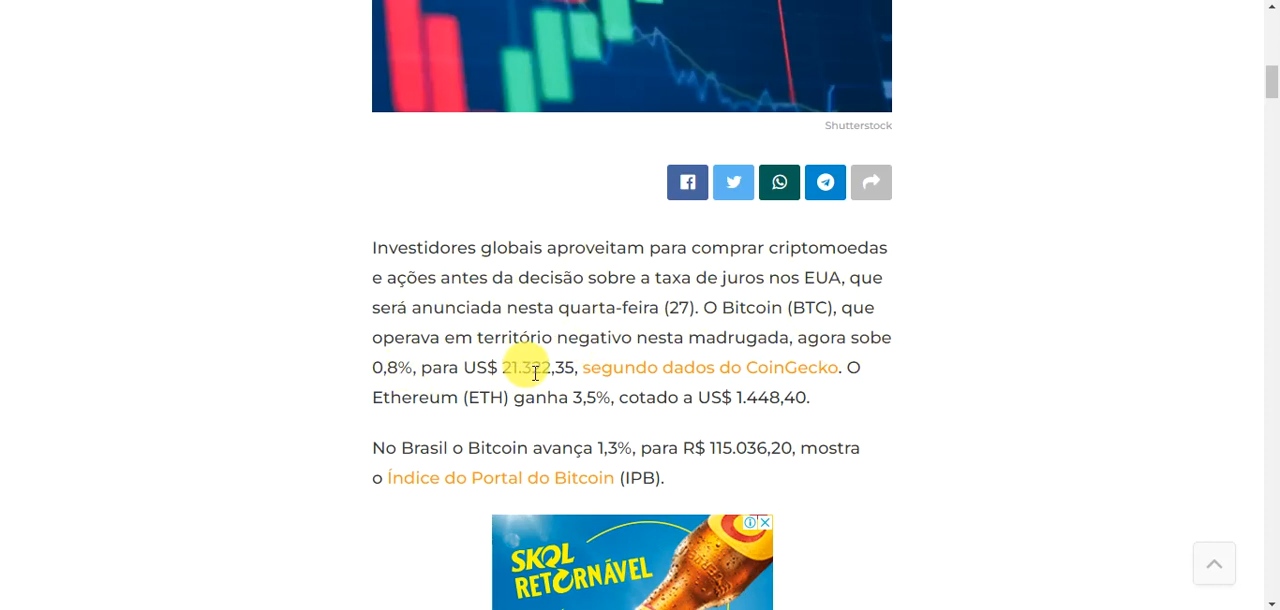 Shutterstock
Investidores globais aproveitam para comprar criptomoedas
e ações antes da decisão sobre a taxa de juros nos EUA, que
será anunciada nesta quarta-feira (27). O Bitcoin (BTC), que
operava em território negativo nesta madrugada, agora sobe
0,8%, para US$ 21.322,35, segundo dados do CoinGecko. O
Ethereum (ETH) ganha 3,5%, cotado a US$ 1.448,40.
No Brasil o Bitcoin avança 1,3%, para R$ 115.036,20, mostra
o Índice do Portal do Bitcoin (IPB).
SKOL
RETORNÁVEL